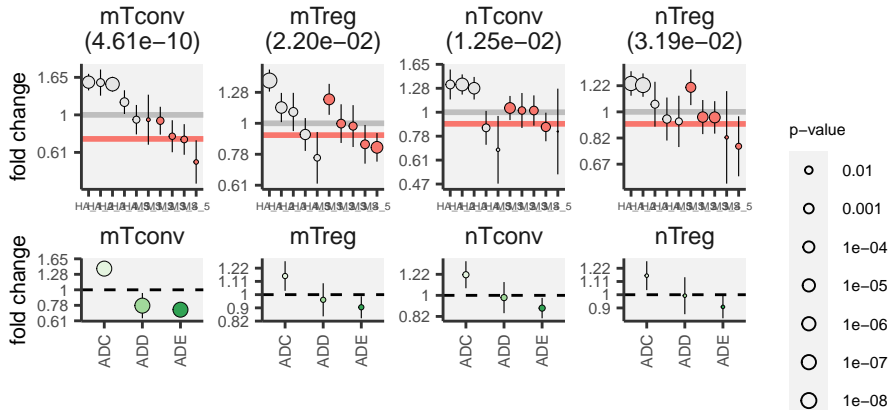 mTconv
(4.61e−10)
mTreg
(2.20e−02)
nTconv
(1.25e−02)
nTreg
(3.19e−02)
fold change
1.65
1
0.61
1.28
1
0.78
0.61
1.65
1.28
1
0.78
0.61
0.47
1.22
1
0.82
0.67
p−value
0.01
0.001
1e−04
1e−05
1e−06
1e−07
1e−08
mTconv
mTreg
nTconv
nTreg
fold change
1.65
1.28
1
0.78
0.61
1.22
1.11
1
0.9
0.82
1.22
1
0.82
1.22
1.11
1
0.9
ADC
ADD
ADE
ADC
ADD
ADE
ADC
ADD
ADE
ADC
ADD
ADE